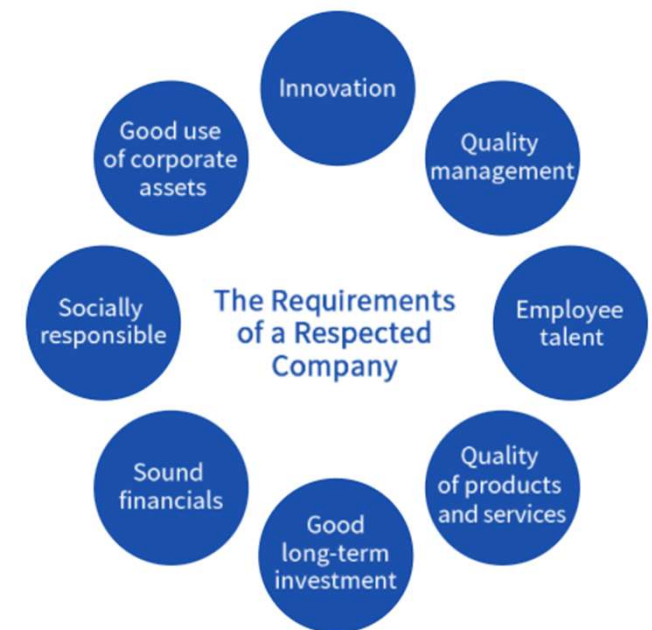 Innovation
Quality
management
Employee
talent
Quality
of products
and services
Good
long-term
investment
Sound
financials
Socially
responsible
Good use
of corporate
assets
The Requirements
of a Respected
Company